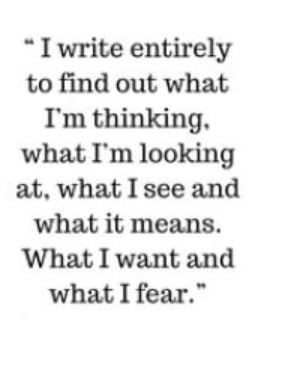 “ I write entirely
to find out what
I'm thinking,
what I'm looking
at, what I see and
what it means.
What I want and
what I fear.”